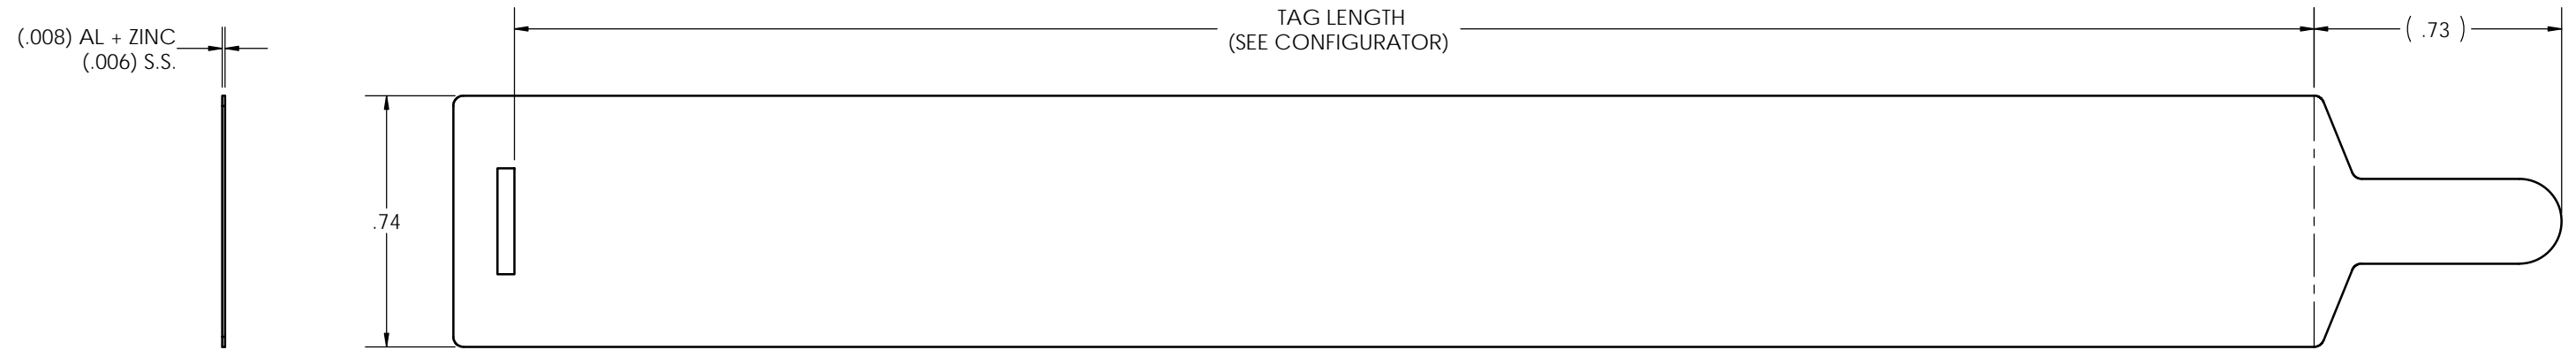 (.008) AL + ZINC
(.006) S.S.
TAG LENGTH
(SEE CONFIGURATOR)
( .73 )
.74